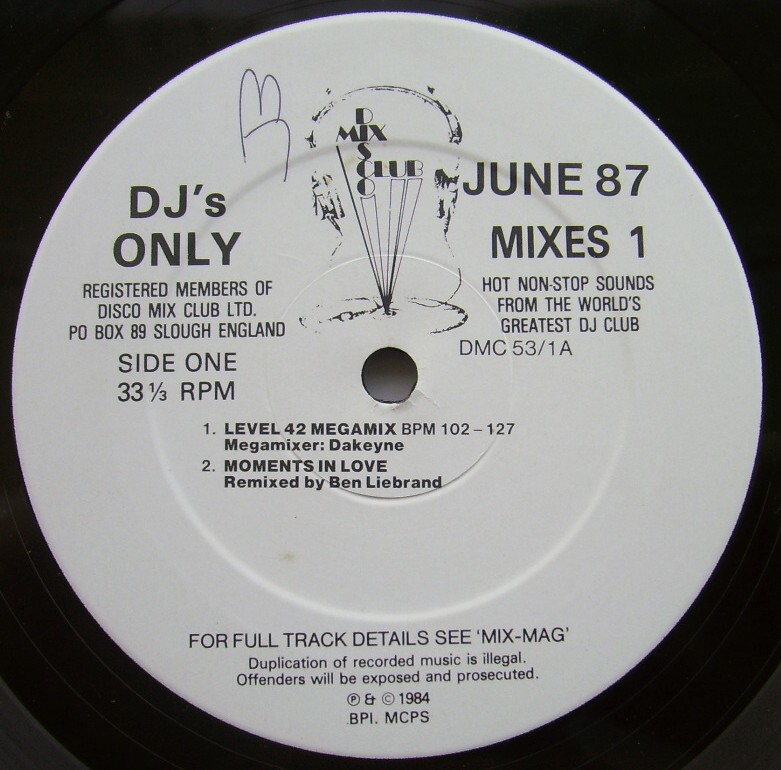 DISCO
MIX
CLUB
DJ's
ONLY
REGISTERED MEMBERS OF
DISCO MIX CLUB LTD.
PO BOX 89 SLOUGH ENGLAND
SIDE ONE
33⅓ RPM
JUNE 87
MIXES 1
HOT NON-STOP SOUNDS
FROM THE WORLD'S
GREATEST DJ CLUB
DMC 53/1A
1. LEVEL 42 MEGAMIX BPM 102 – 127
Megamixer: Dakeyne
2. MOMENTS IN LOVE
Remixed by Ben Liebrand
FOR FULL TRACK DETAILS SEE 'MIX-MAG'
Duplication of recorded music is illegal.
Offenders will be exposed and prosecuted.
℗ & © 1984
BPI. MCPS